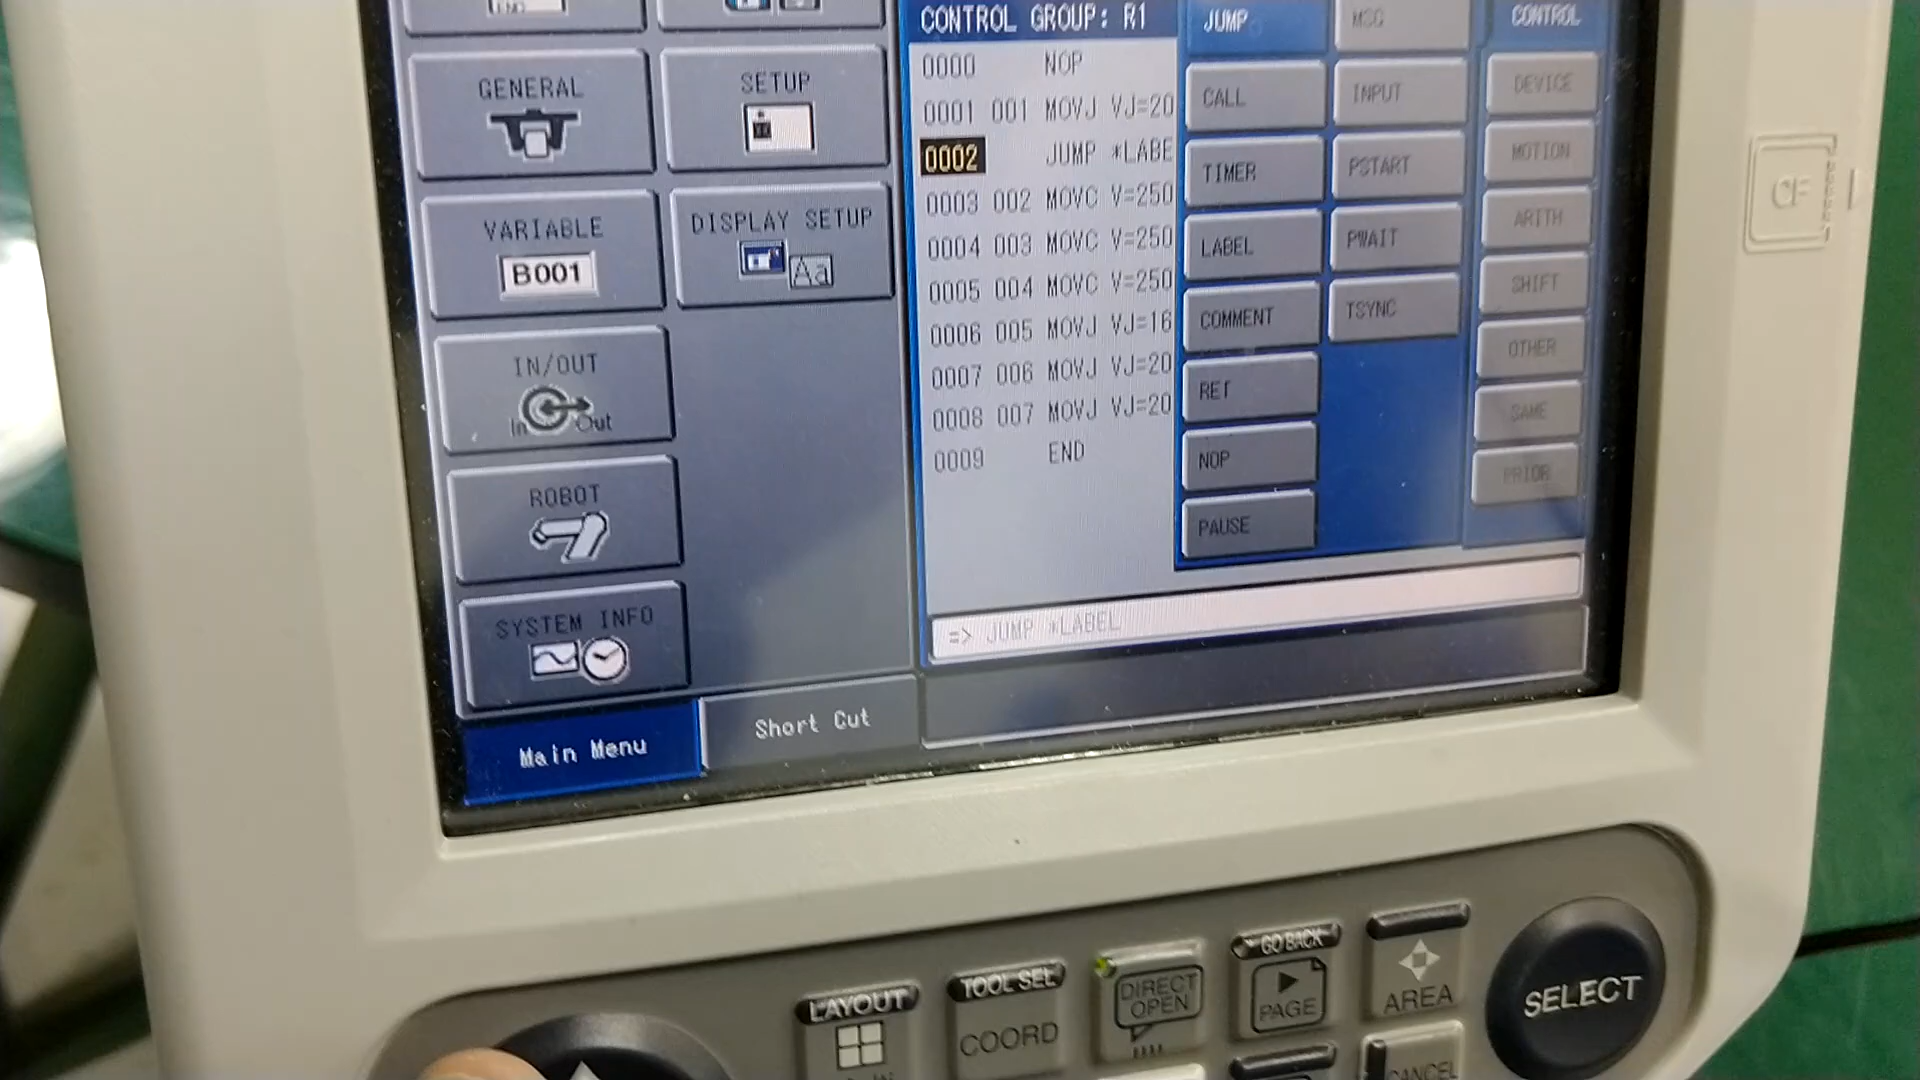 END
GENERAL
SETUP
VARIABLE
B001
DISPLAY SETUP
Aa
IN/OUT
In Out
ROBOT
SYSTEM INFO
Main Menu
Short Cut
CONTROL GROUP: R1
0000 NOP
0001 001 MOVJ VJ=20
0002 JUMP *LABE
0003 002 MOVC V=250
0004 003 MOVC V=250
0005 004 MOVC V=250
0006 005 MOVJ VJ=16
0007 006 MOVJ VJ=20
0008 007 MOVJ VJ=20
0009 END
JUMP
CALL
TIMER
LABEL
COMMENT
RET
NOP
PAUSE
MSG
INPUT
PSTART
PWAIT
TSYNC
CONTROL
DEVICE
MOTION
ARITH
SHIFT
OTHER
SAME
PRIOR
=> JUMP *LABEL
CF
LAYOUT
TOOL SEL
COORD
DIRECT
OPEN
GO BACK
PAGE
AREA
SELECT
CANCEL